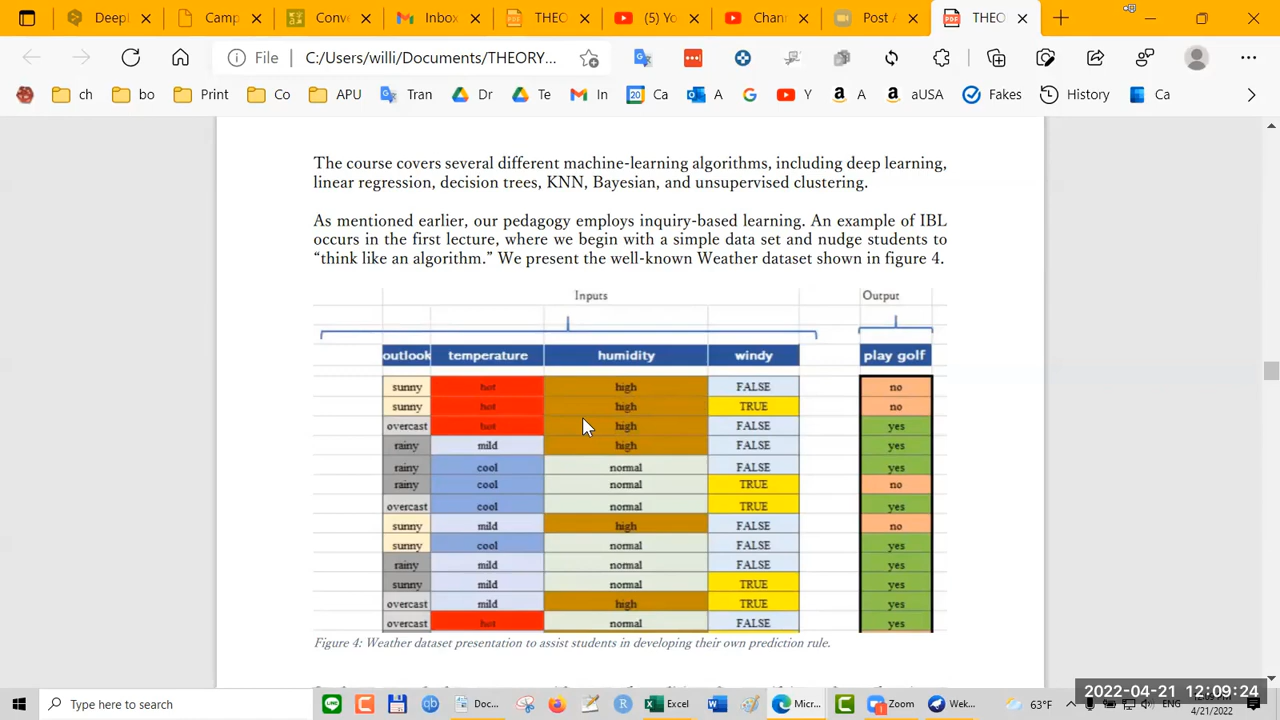 Deepl
Camp
Conve
Inbox
THEO
(5) Yo
Chann
Post A
THEO
File
C:/Users/willi/Documents/THEORY...
ch
bo
Print
Co
APU
Tran
Dr
Te
In
Ca
A
Y
A
aUSA
Fakes
History
Ca
The course covers several different machine-learning algorithms, including deep learning,
linear regression, decision trees, KNN, Bayesian, and unsupervised clustering.
As mentioned earlier, our pedagogy employs inquiry-based learning. An example of IBL
occurs in the first lecture, where we begin with a simple data set and nudge students to
“think like an algorithm.” We present the well-known Weather dataset shown in figure 4.
Inputs Output
outlook temperature humidity windy play golf
sunny hot high FALSE no
sunny hot high TRUE no
overcast hot high FALSE yes
rainy mild high FALSE yes
rainy cool normal FALSE yes
rainy cool normal TRUE no
overcast cool normal TRUE yes
sunny mild high FALSE no
sunny cool normal FALSE yes
rainy mild normal FALSE yes
sunny mild normal TRUE yes
overcast mild high TRUE yes
overcast hot normal FALSE yes
Figure 4: Weather dataset presentation to assist students in developing their own prediction rule.
2022-04-21 12:09:24
Type here to search
Doc...
Excel
Word
Micr...
Zoom
Wek...
63°F
ENG
4/21/2022